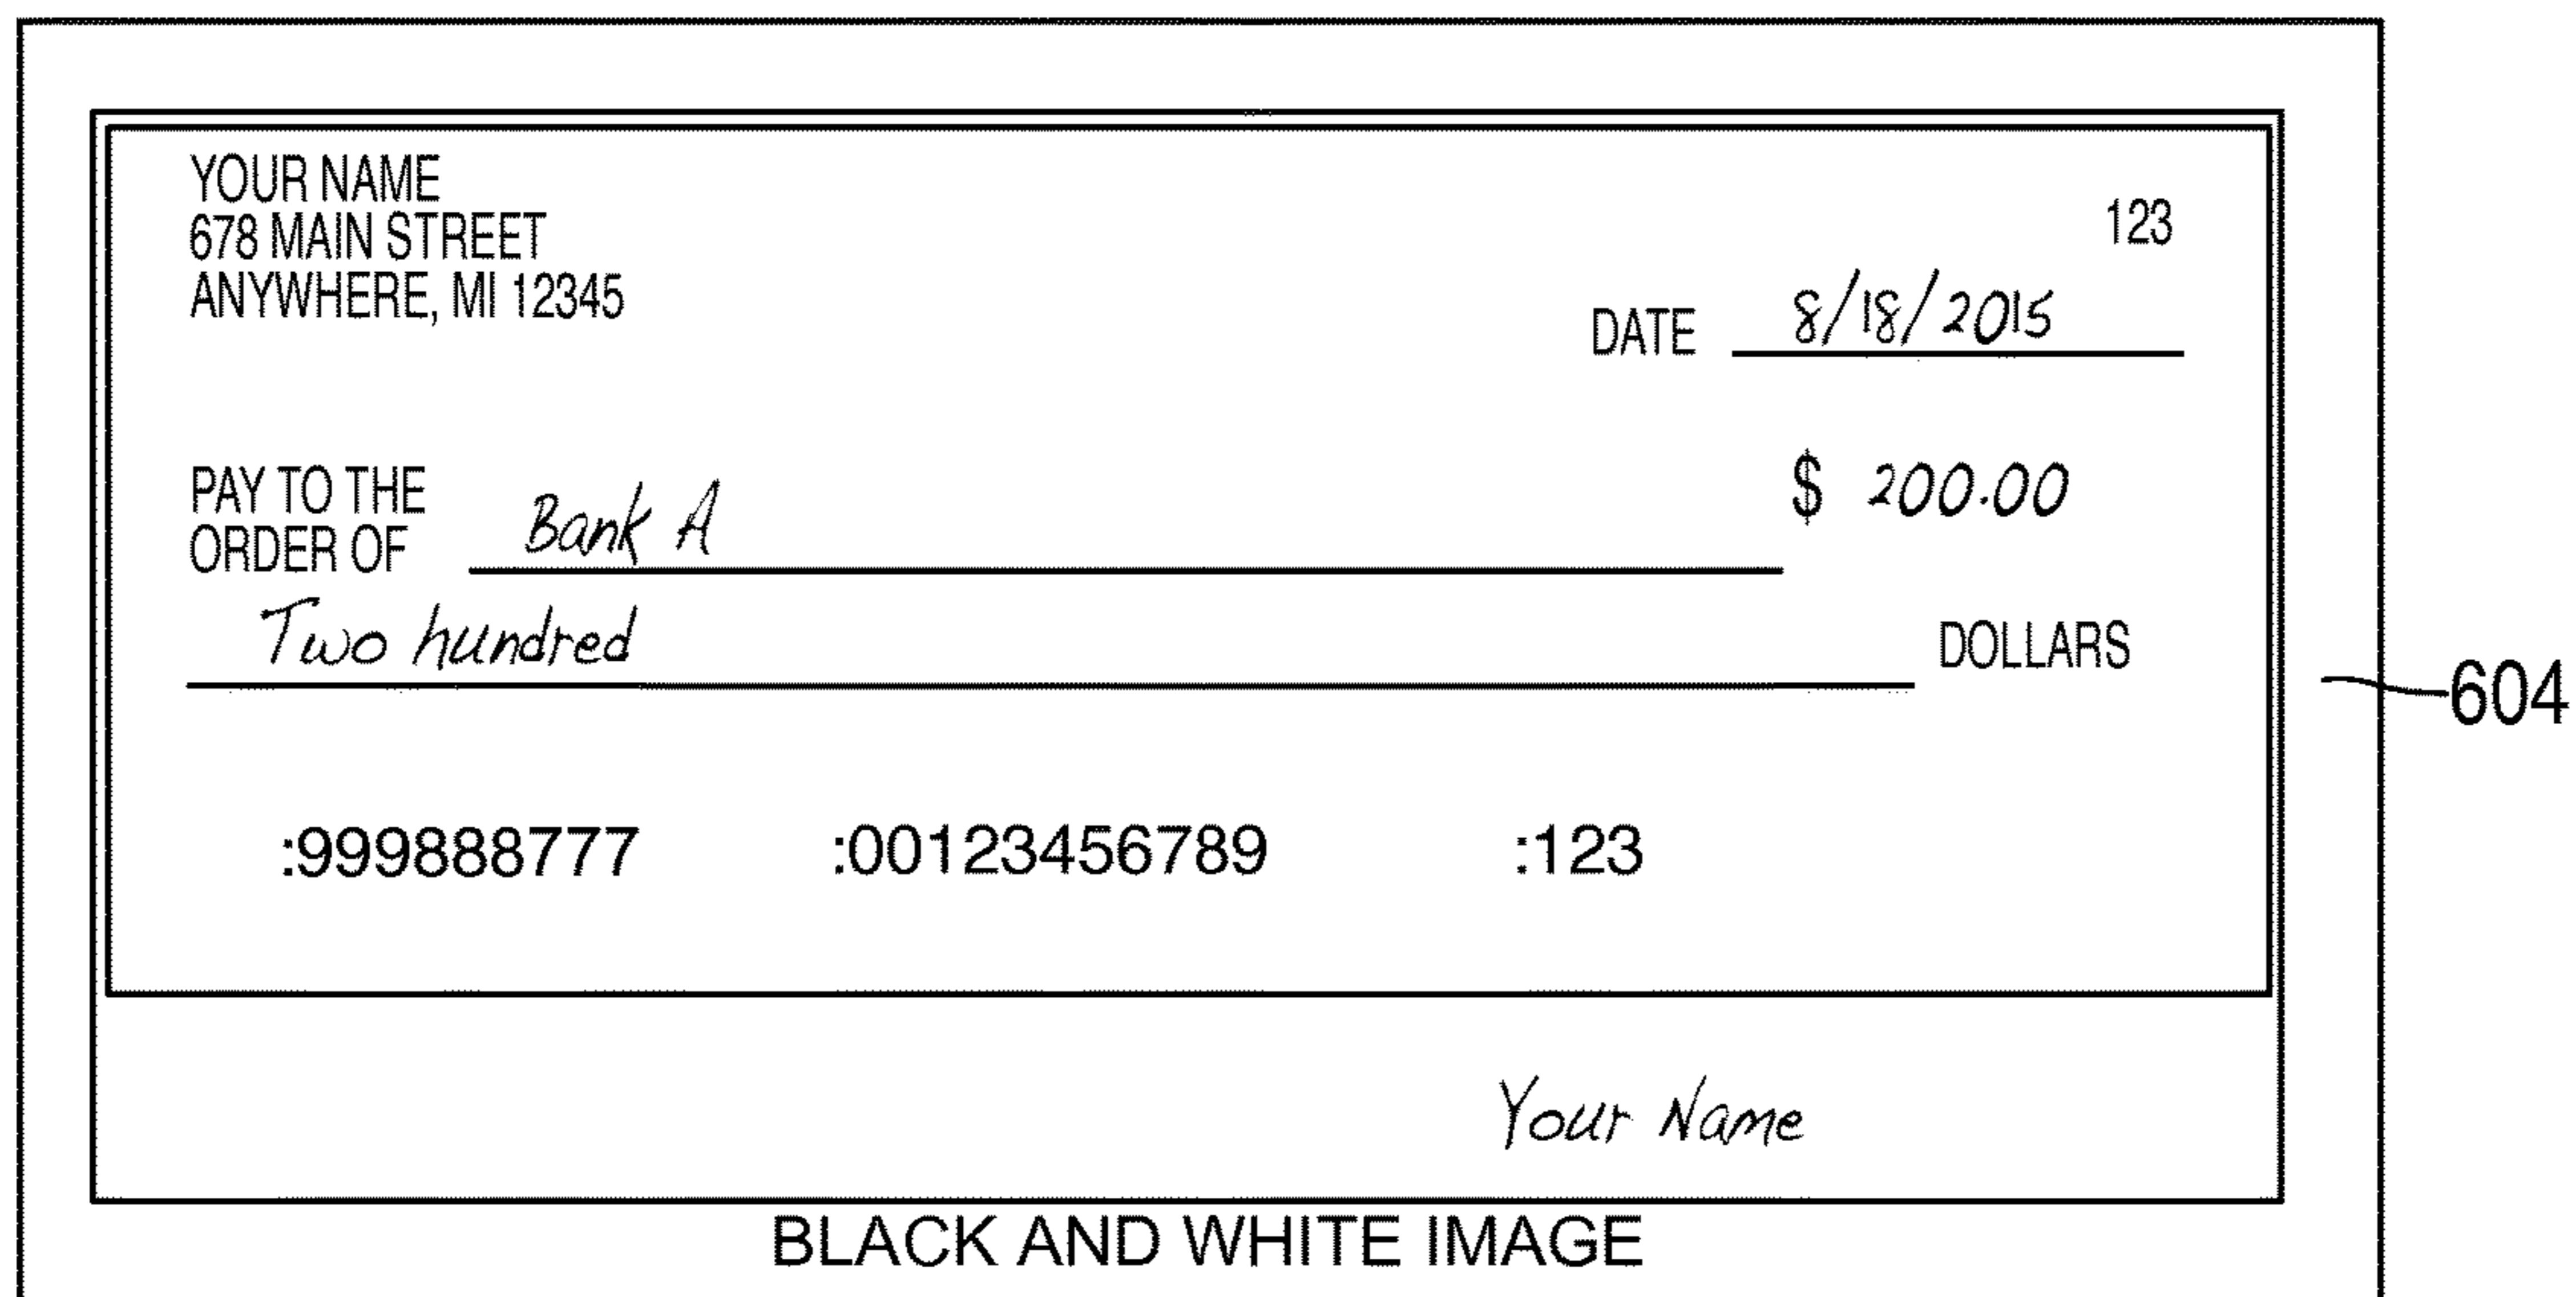 YOUR NAME
678 MAIN STREET
ANYWHERE, MI 12345
123
DATE 8/18/2015
PAY TO THE
ORDER OF Bank A $ 200.00
Two hundred DOLLARS
604
:999888777 :00123456789 :123
Your Name
BLACK AND WHITE IMAGE